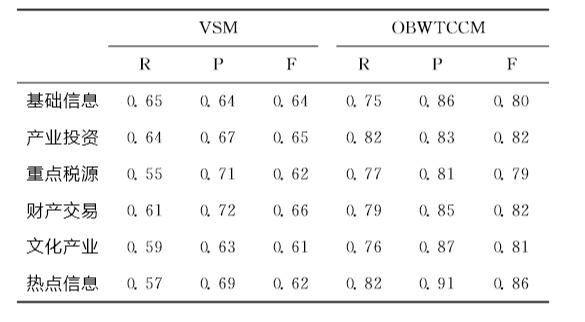 VSM OBWTCCM
R P F R P F
基础信息 0.65 0.64 0.64 0.75 0.86 0.80
产业投资 0.64 0.67 0.65 0.82 0.83 0.82
重点税源 0.55 0.71 0.62 0.77 0.81 0.79
财产交易 0.61 0.72 0.66 0.79 0.85 0.82
文化产业 0.59 0.63 0.61 0.76 0.87 0.81
热点信息 0.57 0.69 0.62 0.82 0.91 0.86